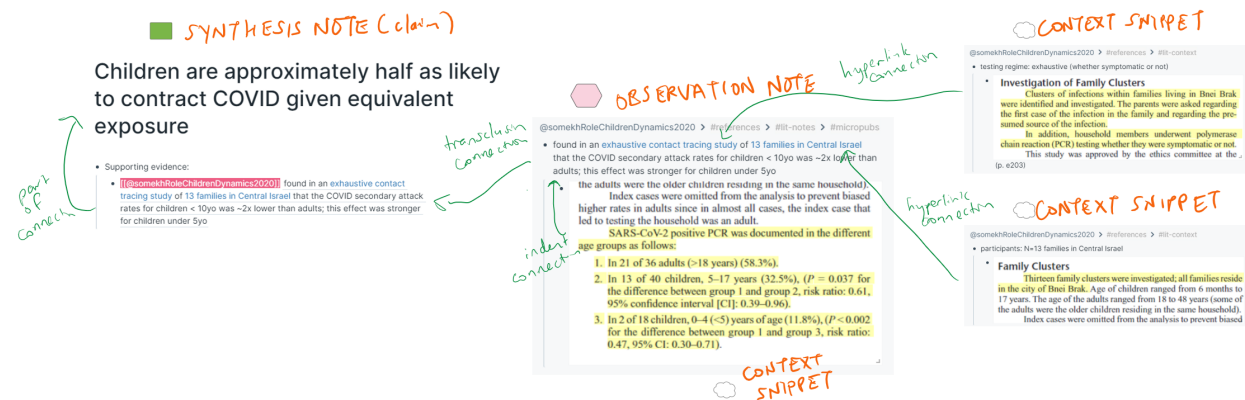 SYNTHESIS NOTE (claim)
Children are approximately half as likely
to contract COVID given equivalent
exposure
part
of
connection
• Supporting evidence:
• [[@somekhRoleChildrenDynamics2020]] found in an exhaustive contact
tracing study of 13 families in Central Israel that the COVID secondary attack
rates for children < 10yo was ~2x lower than adults; this effect was stronger
for children under 5yo
transclusion
connection
OBSERVATION NOTE
@somekhRoleChildrenDynamics2020 > #references > #lit-notes > #micropubs
• found in an exhaustive contact tracing study of 13 families in Central Israel
that the COVID secondary attack rates for children < 10yo was ~2x lower than
adults; this effect was stronger for children under 5yo
indent
connection
the adults were the older children residing in the same household).
Index cases were omitted from the analysis to prevent biased
higher rates in adults since in almost all cases, the index case that
led to testing the household was an adult.
SARS-CoV-2 positive PCR was documented in the different
age groups as follows:
1. In 21 of 36 adults (>18 years) (58.3%).
2. In 13 of 40 children, 5–17 years (32.5%), (P = 0.037 for
the difference between group 1 and group 2, risk ratio: 0.61,
95% confidence interval [CI]: 0.39–0.96).
3. In 2 of 18 children, 0–4 (<5) years of age (11.8%), (P < 0.002
for the difference between group 1 and group 3, risk ratio:
0.47, 95% CI: 0.30–0.71).
CONTEXT
SNIPPET
hyperlink
connection
CONTEXT SNIPPET
@somekhRoleChildrenDynamics2020 > #references > #lit-context
• testing regime: exhaustive (whether symptomatic or not)
Investigation of Family Clusters
Clusters of infections within families living in Bnei Brak
were identified and investigated. The parents were asked regarding
the first case of the infection in the family and regarding the pre-
sumed source of the infection.
In addition, household members underwent polymerase
chain reaction (PCR) testing whether they were symptomatic or not.
This study was approved by the ethics committee at the
(p. e203)
hyperlink
connection
CONTEXT SNIPPET
@somekhRoleChildrenDynamics2020 > #references > #lit-context
• participants: N=13 families in Central Israel
Family Clusters
Thirteen family clusters were investigated; all families reside
in the city of Bnei Brak. Age of children ranged from 6 months to
17 years. The age of the adults ranged from 18 to 48 years (some of
the adults were the older children residing in the same household).
Index cases were omitted from the analysis to prevent biased